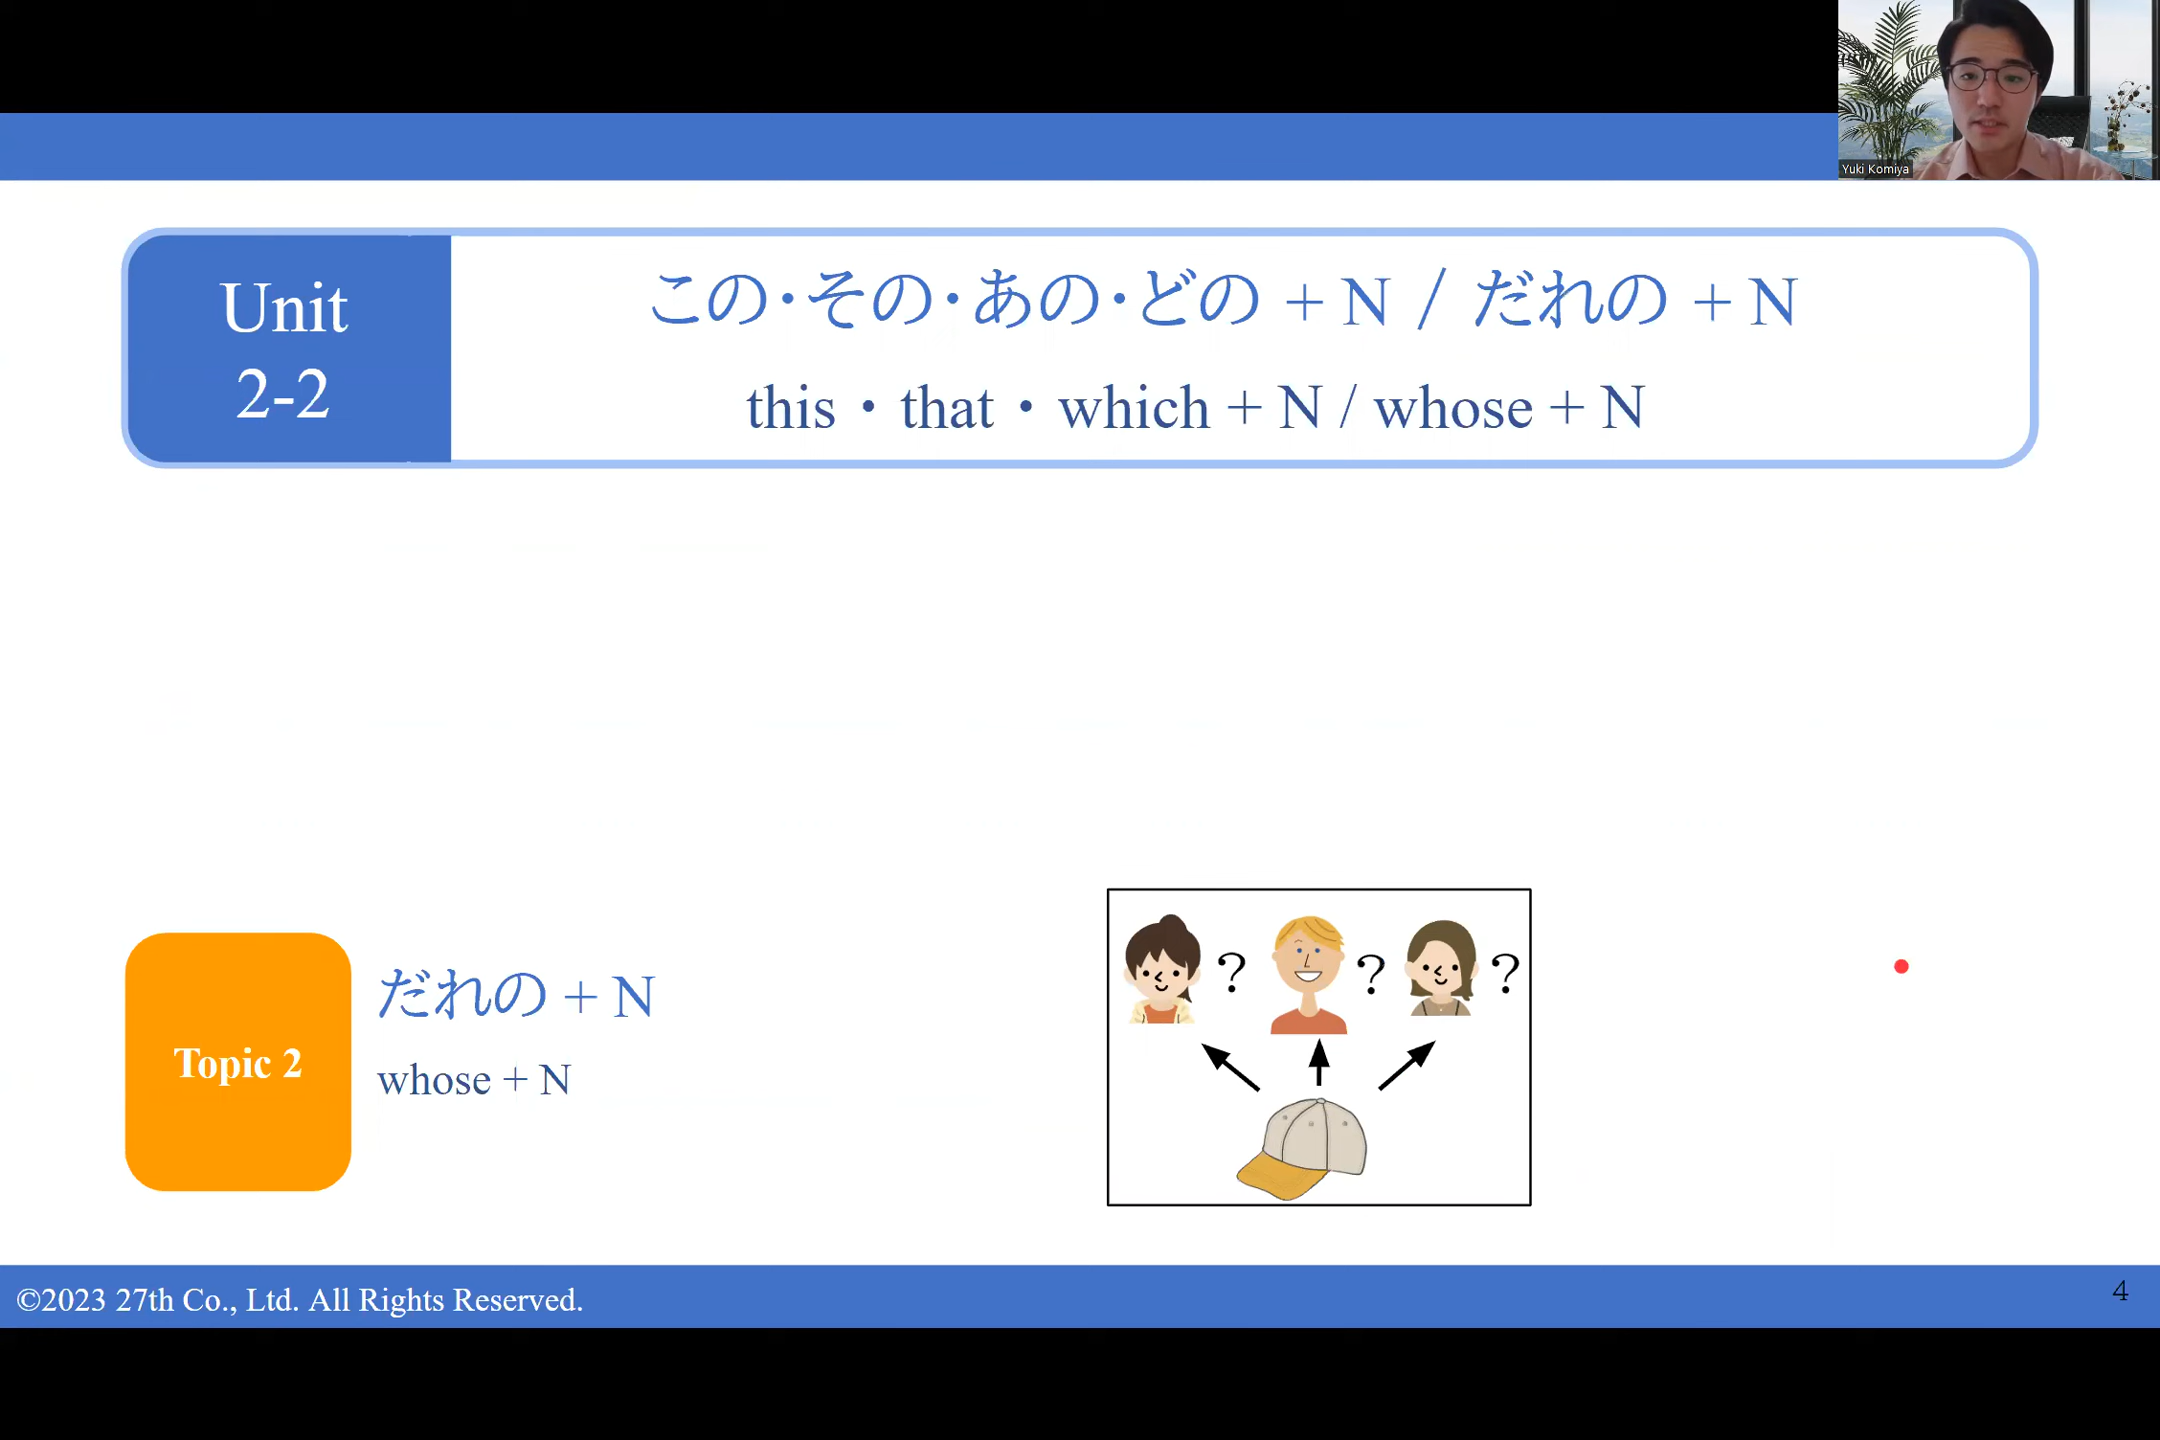 Yuki Komiya
Unit
2-2
この・その・あの・どの + N / だれの + N
this・that・which + N / whose + N
Topic 2
だれの + N
whose + N
? ? ?
©2023 27th Co., Ltd. All Rights Reserved.
4